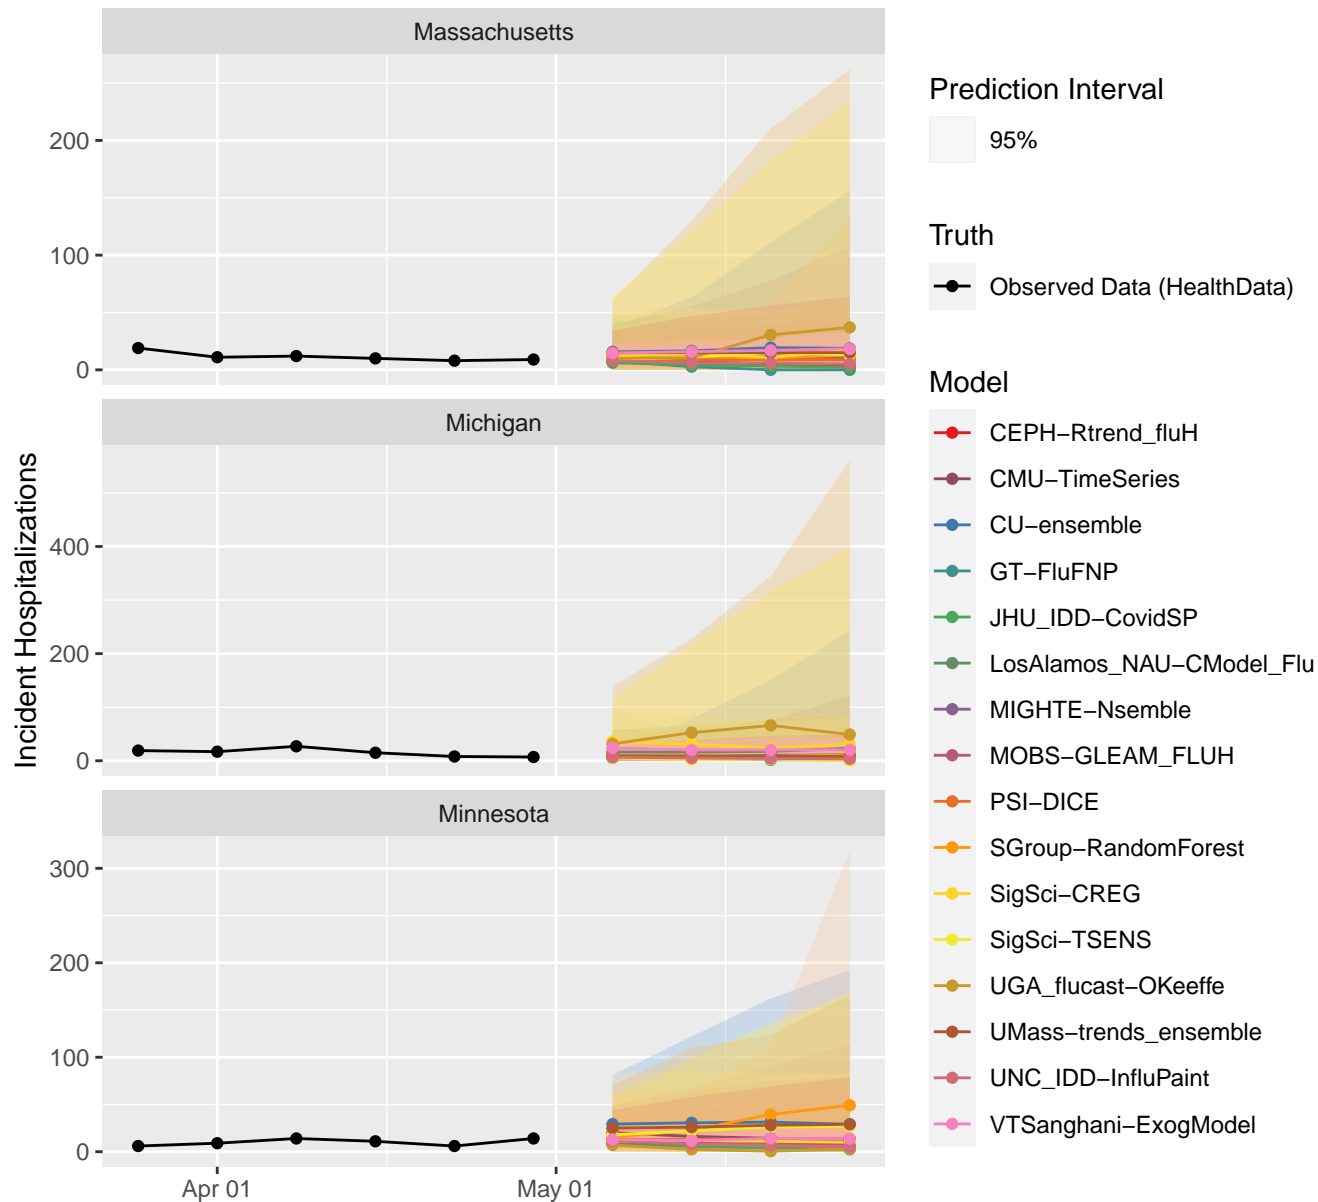 Massachusetts
200
100
0
Michigan
400
200
0
Minnesota
300
200
100
0
Apr 01
May 01
Incident Hospitalizations
Prediction Interval
95%
Truth
Observed Data (HealthData)
Model
CEPH−Rtrend_fluH
CMU−TimeSeries
CU−ensemble
GT−FluFNP
JHU_IDD−CovidSP
LosAlamos_NAU−CModel_Flu
MIGHTE−Nsemble
MOBS−GLEAM_FLUH
PSI−DICE
SGroup−RandomForest
SigSci−CREG
SigSci−TSENS
UGA_flucast−OKeeffe
UMass−trends_ensemble
UNC_IDD−InfluPaint
VTSanghani−ExogModel